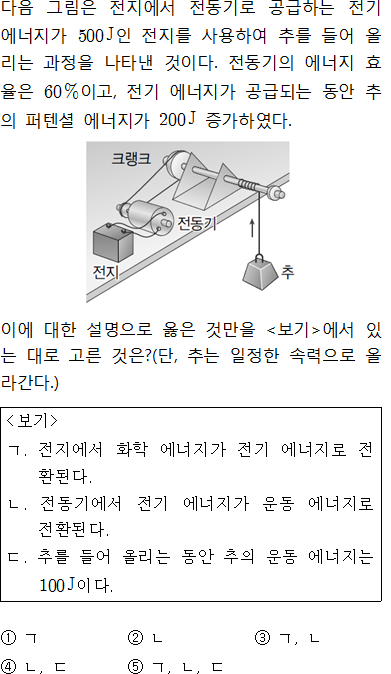 다음 그림은 전지에서 전동기로 공급하는 전기
에너지가 500J인 전지를 사용하여 추를 들어 올
리는 과정을 나타낸 것이다. 전동기의 에너지 효
율은 60%이고, 전기 에너지가 공급되는 동안 추
의 퍼텐셜 에너지가 200J 증가하였다.
크랭크
전동기
전지
추
이에 대한 설명으로 옳은 것만을 <보기>에서 있
는 대로 고른 것은?(단, 추는 일정한 속력으로 올
라간다.)
<보기>
ㄱ. 전지에서 화학 에너지가 전기 에너지로 전
환된다.
ㄴ. 전동기에서 전기 에너지가 운동 에너지로
전환된다.
ㄷ. 추를 들어 올리는 동안 추의 운동 에너지는
100J이다.
① ㄱ ② ㄴ ③ ㄱ, ㄴ
④ ㄴ, ㄷ ⑤ ㄱ, ㄴ, ㄷ